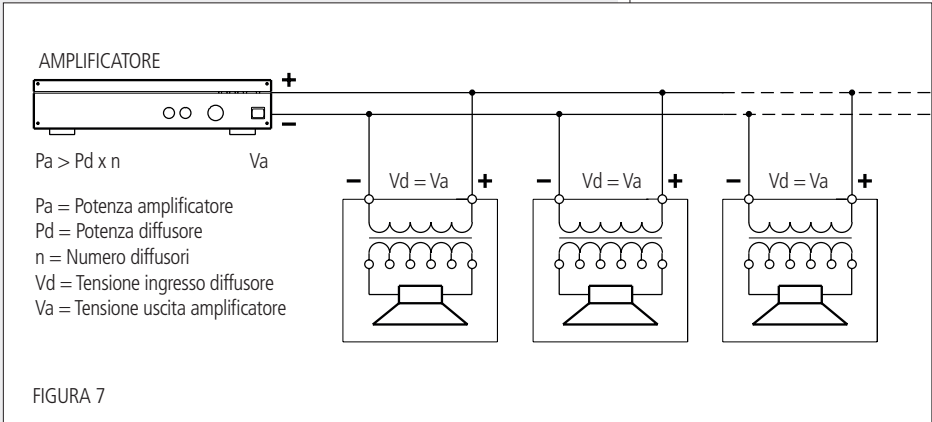 AMPLIFICATORE
+
–
Pa > Pd x n Va
Pa = Potenza amplificatore
Pd = Potenza diffusore
n = Numero diffusori
Vd = Tensione ingresso diffusore
Va = Tensione uscita amplificatore
– Vd = Va +
– Vd = Va +
– Vd = Va +
FIGURA 7